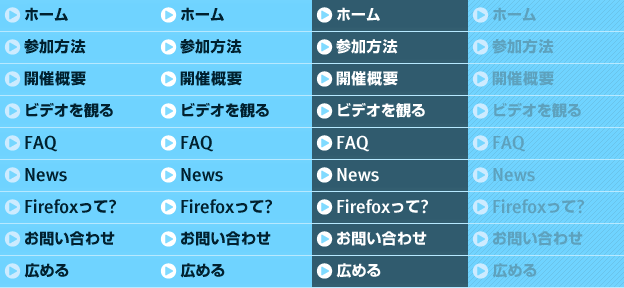 ホーム ホーム ホーム ホーム
参加方法 参加方法 参加方法 参加方法
開催概要 開催概要 開催概要 開催概要
ビデオを観る ビデオを観る ビデオを観る ビデオを観る
FAQ FAQ FAQ FAQ
News News News News
Firefoxって? Firefoxって? Firefoxって? Firefoxって?
お問い合わせ お問い合わせ お問い合わせ お問い合わせ
広める 広める 広める 広める